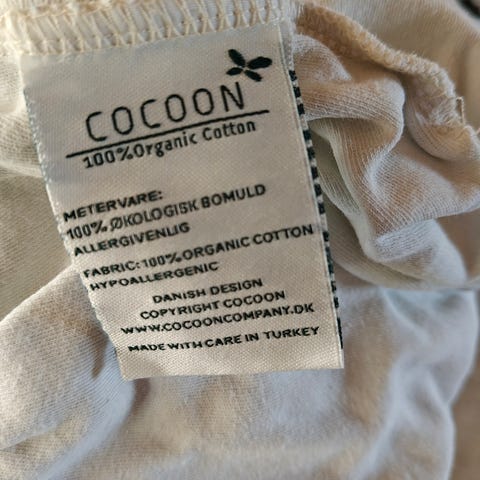 COCOON
100%Organic Cotton
METERVARE:
100% ØKOLOGISK BOMULD
ALLERGIVENLIG
FABRIC: 100% ORGANIC COTTON
HYPOALLERGENIC
DANISH DESIGN
COPYRIGHT COCOON
WWW.COCOONCOMPANY.DK
MADE WITH CARE IN TURKEY